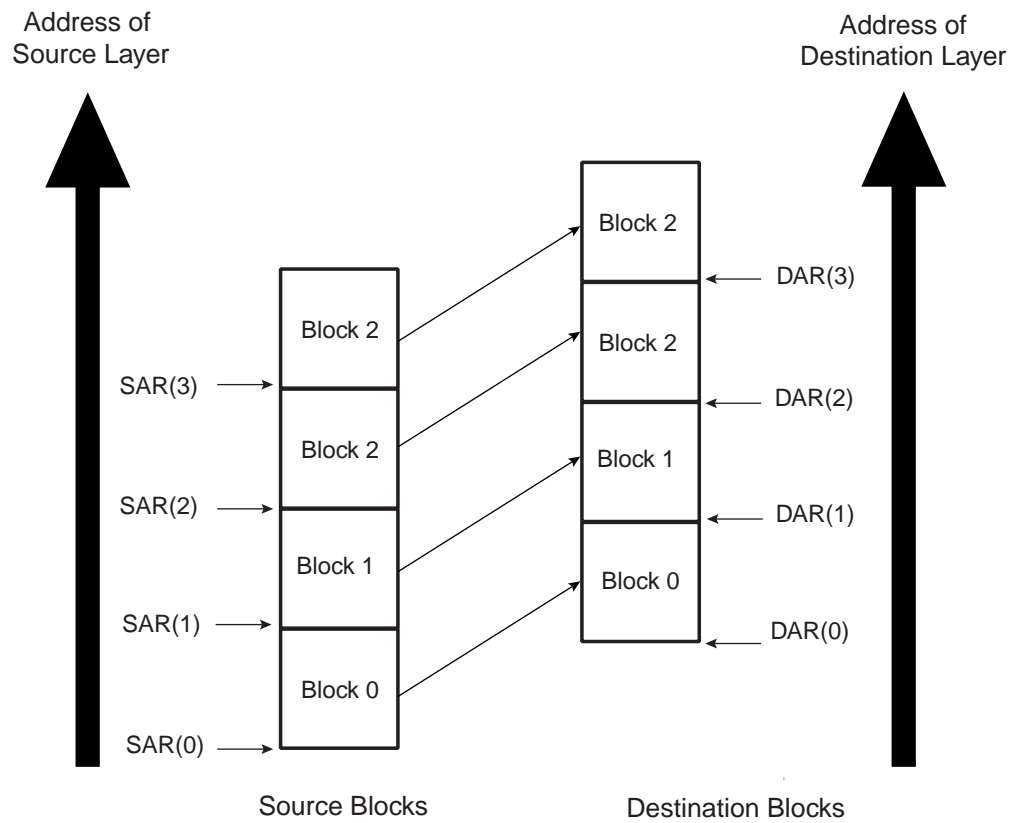 Address of
Source Layer
Address of
Destination Layer
Block 2
Block 2
DAR(3)
Block 2
Block 2
SAR(3)
DAR(2)
Block 2
Block 1
SAR(2)
DAR(1)
Block 1
Block 0
SAR(1)
DAR(0)
Block 0
SAR(0)
Source Blocks
Destination Blocks